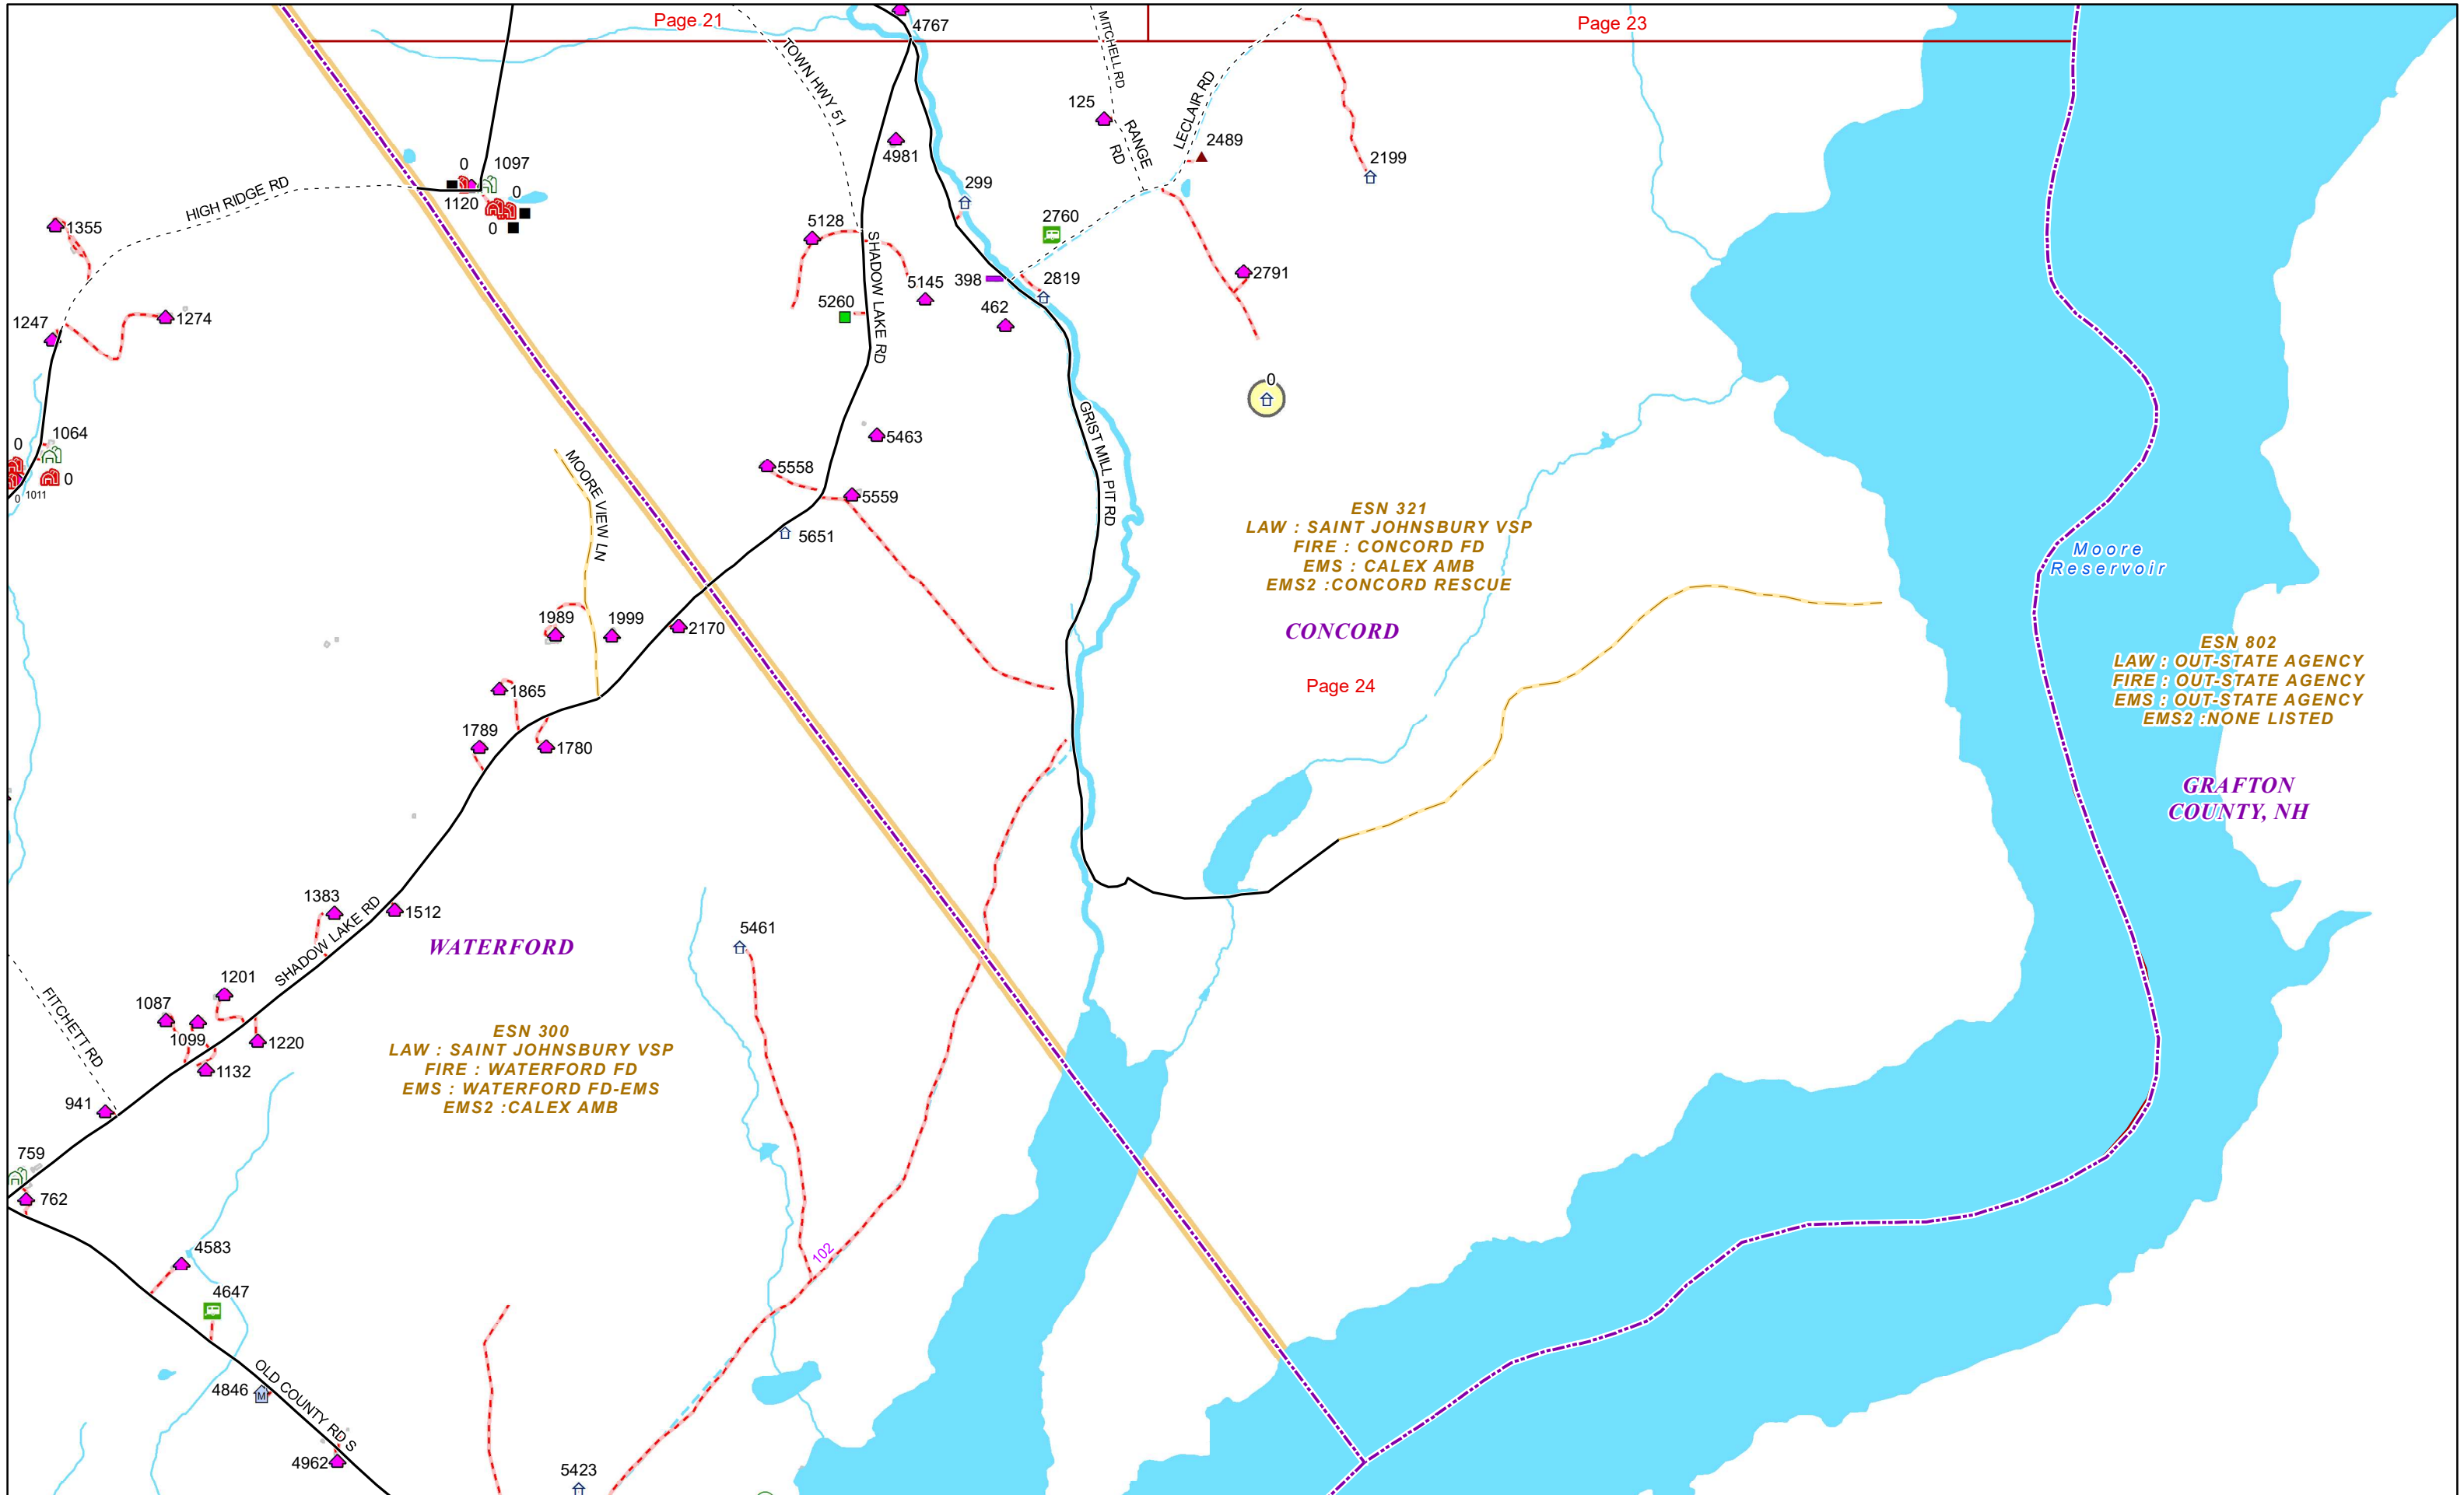 Page 21
4767
Page 23
TOWN HWY 51
MITCHELL RD
125
RANGE RD
LECLAIR RD
2489
2199
4981
0
1097
0
1120
0
299
HIGH RIDGE RD
1355
5128
2760
SHADOW LAKE RD
5145
398
2819
2791
5260
462
1247
1274
0
GRIST MILL PIT RD
1064
0
0
0
1011
5463
5558
5559
MOORE VIEW LN
5651
ESN 321
LAW : SAINT JOHNSBURY VSP
FIRE : CONCORD FD
EMS : CALEX AMB
EMS2 :CONCORD RESCUE
Moore
Reservoir
CONCORD
Page 24
ESN 802
LAW : OUT-STATE AGENCY
FIRE : OUT-STATE AGENCY
EMS : OUT-STATE AGENCY
EMS2 :NONE LISTED
GRAFTON
COUNTY, NH
1989
1999
2170
1865
1789
1780
1383
1512
SHADOW LAKE RD
WATERFORD
5461
FITCHETT RD
1201
1087
1099
1220
1132
941
ESN 300
LAW : SAINT JOHNSBURY VSP
FIRE : WATERFORD FD
EMS : WATERFORD FD-EMS
EMS2 :CALEX AMB
759
762
4583
102
4647
OLD COUNTY RD S
4846
M
4962
5423